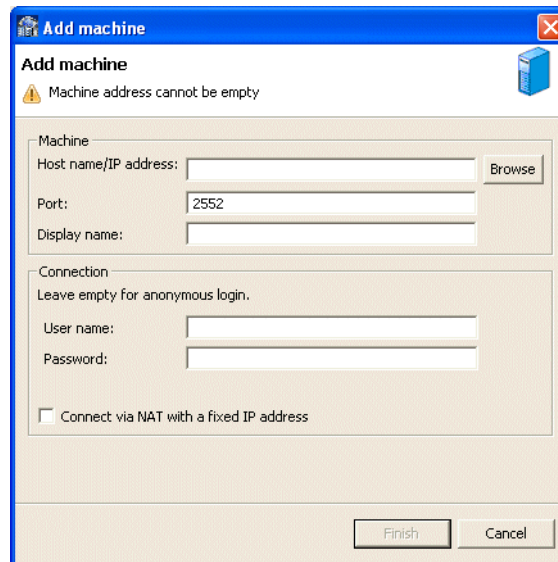 Add machine
Add machine
Machine address cannot be empty
Machine
Host name/IP address:
Browse
Port:
2552
Display name:
Connection
Leave empty for anonymous login.
User name:
Password:
Connect via NAT with a fixed IP address
Finish
Cancel